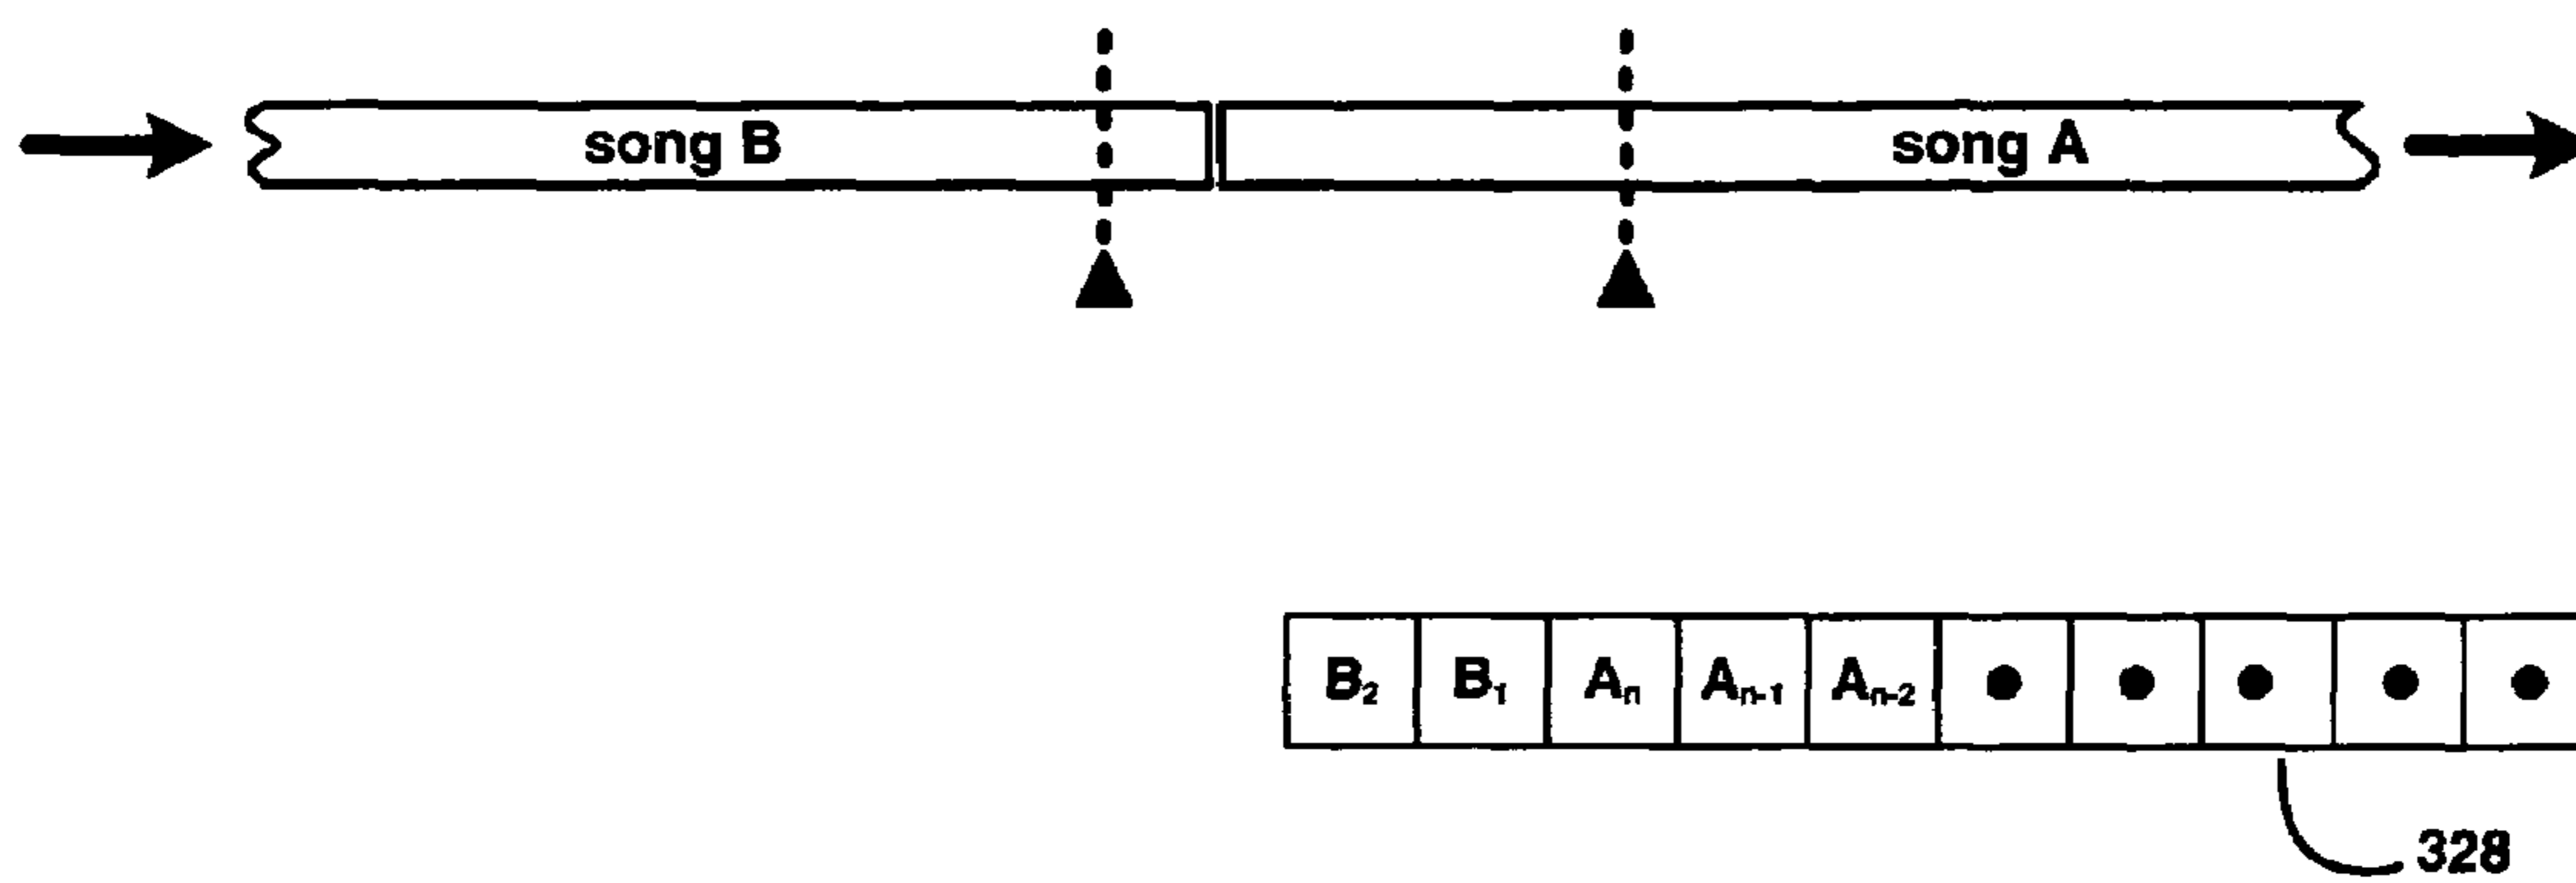 song B song A
B₂ B₁ Aₙ Aₙ₋₁ Aₙ₋₂ ● ● ● ● ●
328